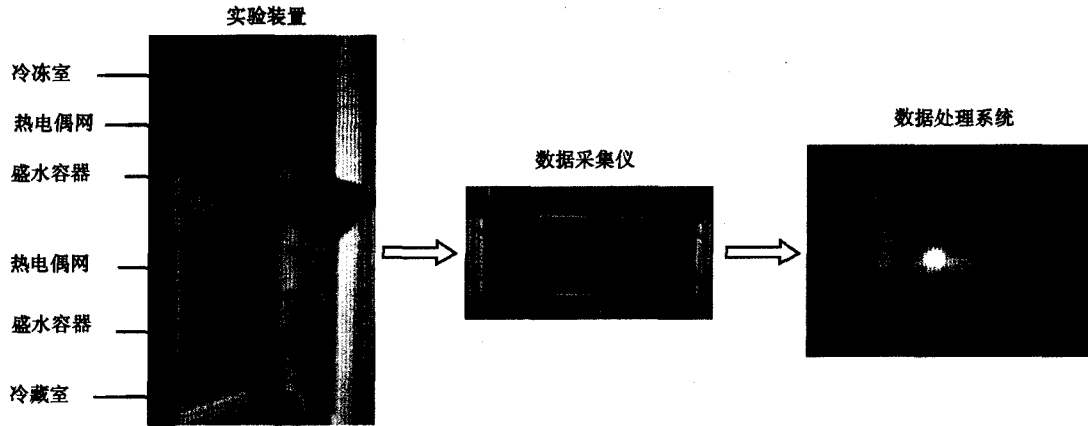 实验装置
冷冻室
热电偶网
盛水容器
热电偶网
盛水容器
冷藏室
数据采集仪
数据处理系统